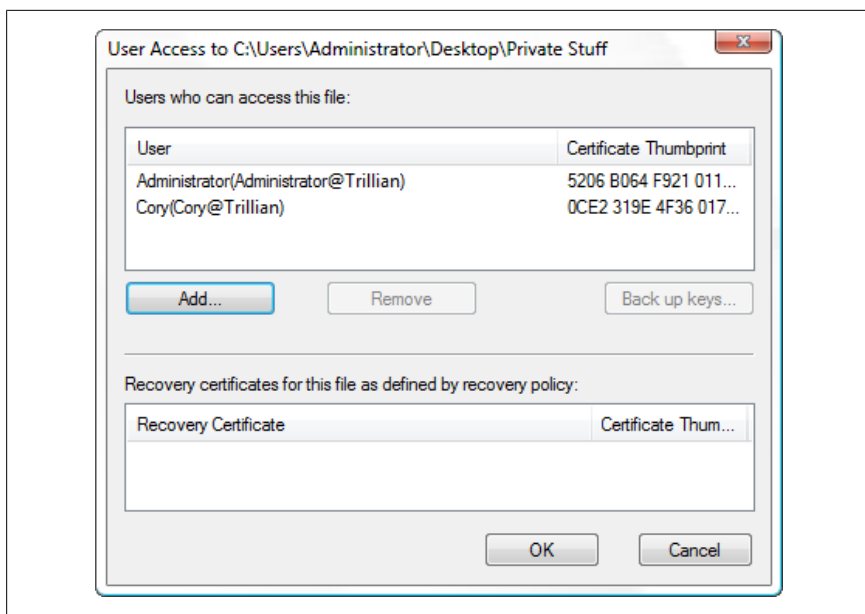 User Access to C:\Users\Administrator\Desktop\Private Stuff
Users who can access this file:
User Certificate Thumbprint
Administrator(Administrator@Trillian) 5206 B064 F921 011...
Cory(Cory@Trillian) 0CE2 319E 4F36 017...
Add... Remove Back up keys...
Recovery certificates for this file as defined by recovery policy:
Recovery Certificate Certificate Thum...
OK Cancel